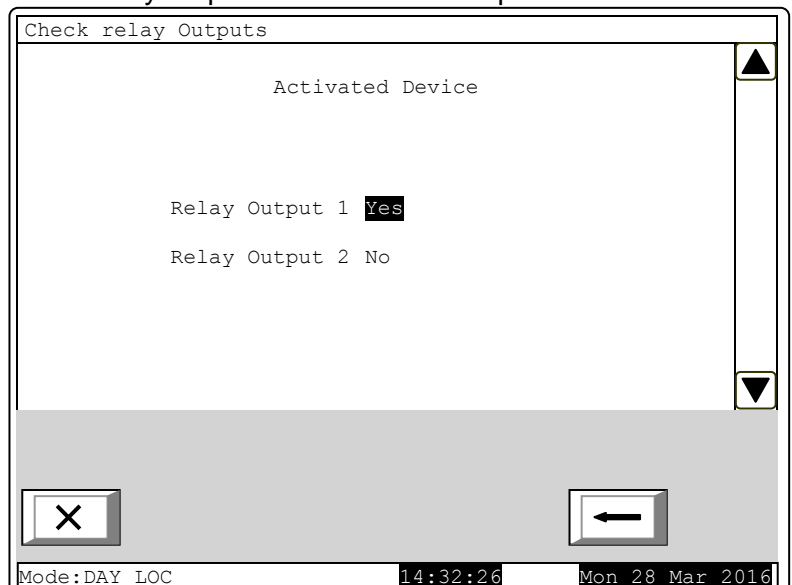 Check relay Outputs
Activated Device
Relay Output 1 Yes
Relay Output 2 No
Mode:DAY LOC 14:32:26 Mon 28 Mar 2016